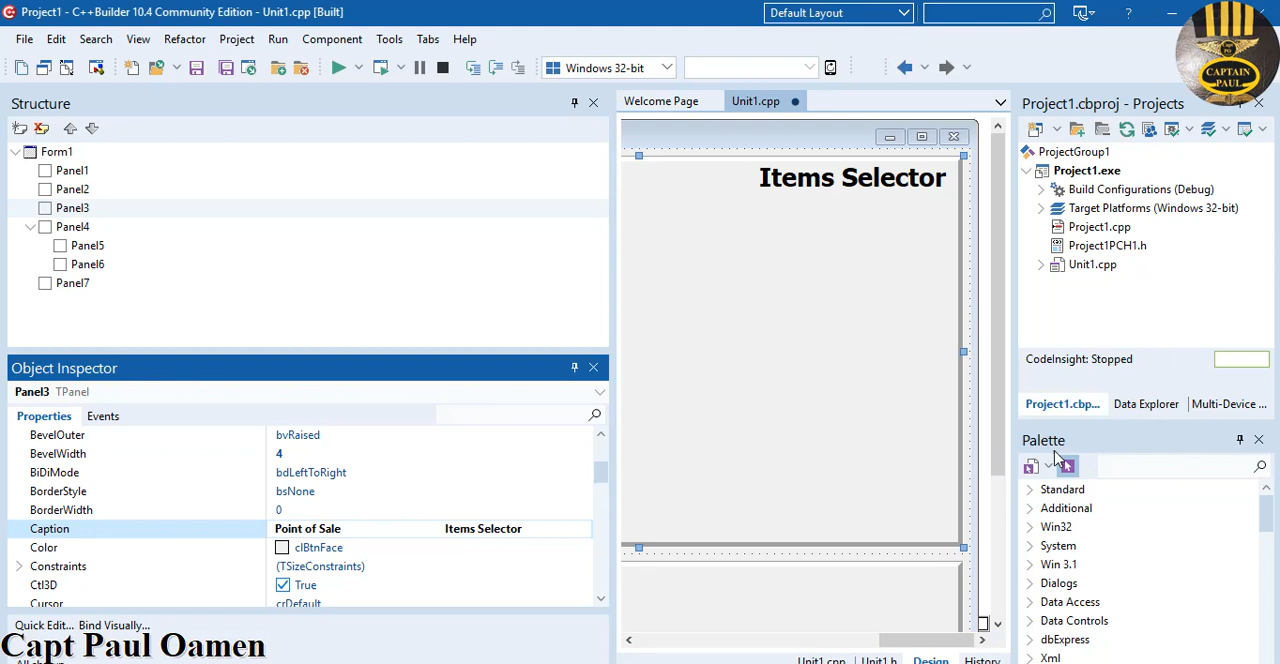 Project1 - C++Builder 10.4 Community Edition - Unit1.cpp [Built]
Default Layout
?
File Edit Search View Refactor Project Run Component Tools Tabs Help
Windows 32-bit
CAPTAIN
PAUL
Structure
Form1
Panel1
Panel2
Panel3
Panel4
Panel5
Panel6
Panel7
Object Inspector
Panel3 TPanel
Properties Events
BevelOuter bvRaised
BevelWidth 4
BiDiMode bdLeftToRight
BorderStyle bsNone
BorderWidth 0
Caption Point of Sale Items Selector
Color clBtnFace
Constraints (TSizeConstraints)
Ctl3D True
Cursor crDefault
Quick Edit... Bind Visually...
Capt Paul Oamen
Welcome Page Unit1.cpp
Items Selector
Unit1.cpp Unit1.h Design History
Project1.cbproj - Projects
ProjectGroup1
Project1.exe
Build Configurations (Debug)
Target Platforms (Windows 32-bit)
Project1.cpp
Project1PCH1.h
Unit1.cpp
CodeInsight: Stopped
Project1.cbp... Data Explorer Multi-Device ...
Palette
Standard
Additional
Win32
System
Win 3.1
Dialogs
Data Access
Data Controls
dbExpress
Xml